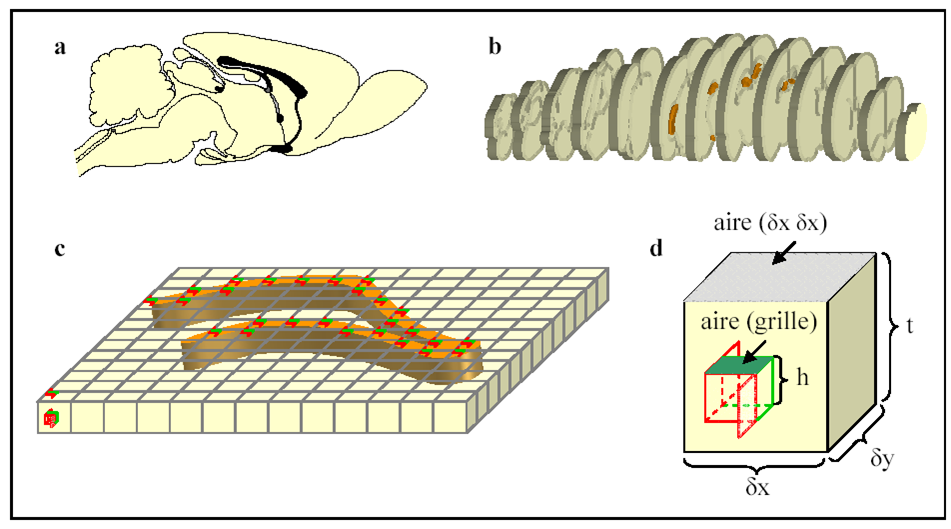 a
b
c
d
aire (δx δx)
aire (grille)
h
t
δy
δx